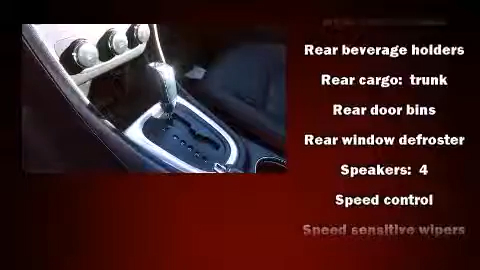 Rear beverage holders
Rear cargo: trunk
Rear door bins
Rear window defroster
Speakers: 4
Speed control
Speed sensitive wipers